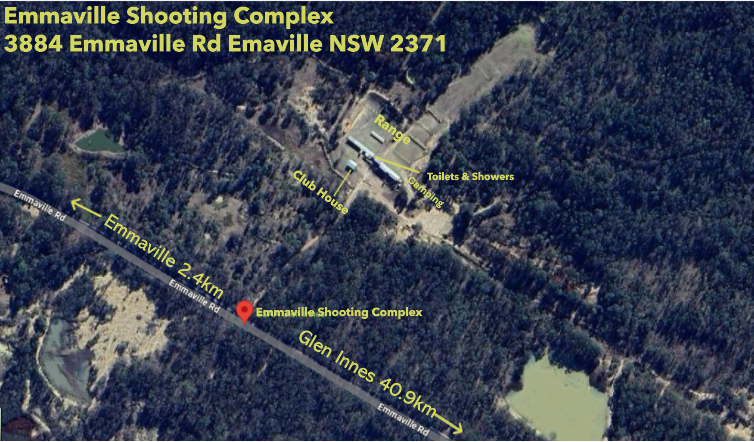 Emmaville Shooting Complex
3884 Emmaville Rd Emaville NSW 2371
Range
Toilets & Showers
Camping
Club House
Emmaville Rd
Emmaville 2.4km
Emmaville Rd
Emmaville Shooting Complex
Glen Innes 40.9km
Emmaville Rd